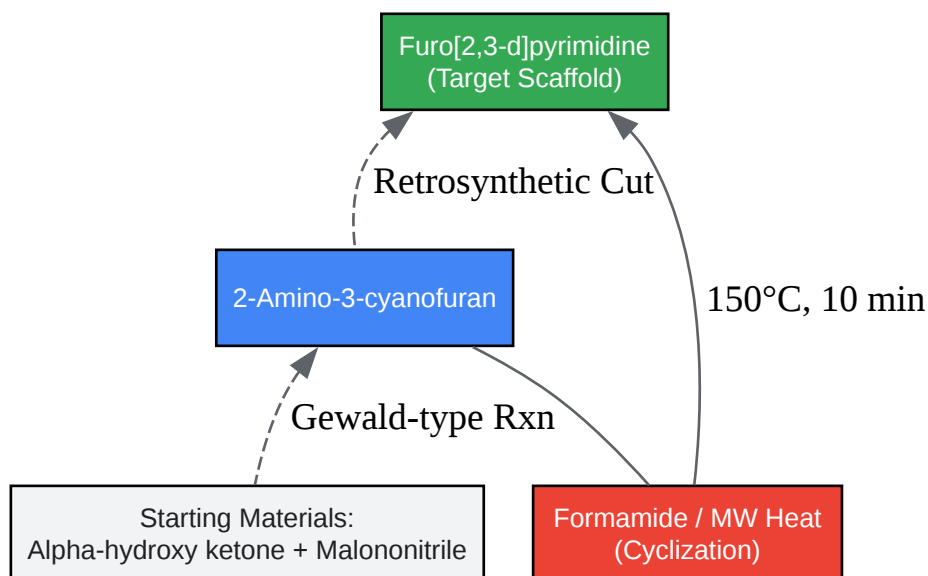 Furo[2,3-d]pyrimidine
(Target Scaffold)
Retrosynthetic Cut
2-Amino-3-cyanofuran
150°C, 10 min
Gewald-type Rxn
Starting Materials:
Alpha-hydroxy ketone + Malononitrile
Formamide / MW Heat
(Cyclization)